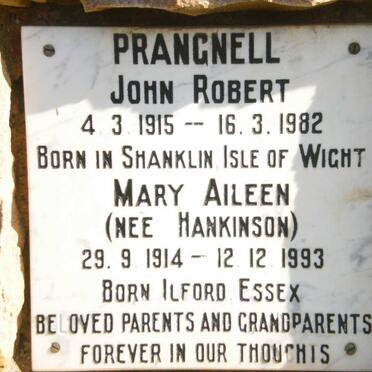 PRANGNELL
JOHN ROBERT
4.3.1915 -- 16.3.1982
BORN IN SHANKLIN ISLE OF WIGHT
MARY AILEEN
(NEE HANKINSON)
29.9.1914 - 12.12.1993
BORN ILFORD ESSEX
BELOVED PARENTS AND GRANDPARENTS
FOREVER IN OUR THOUGHTS